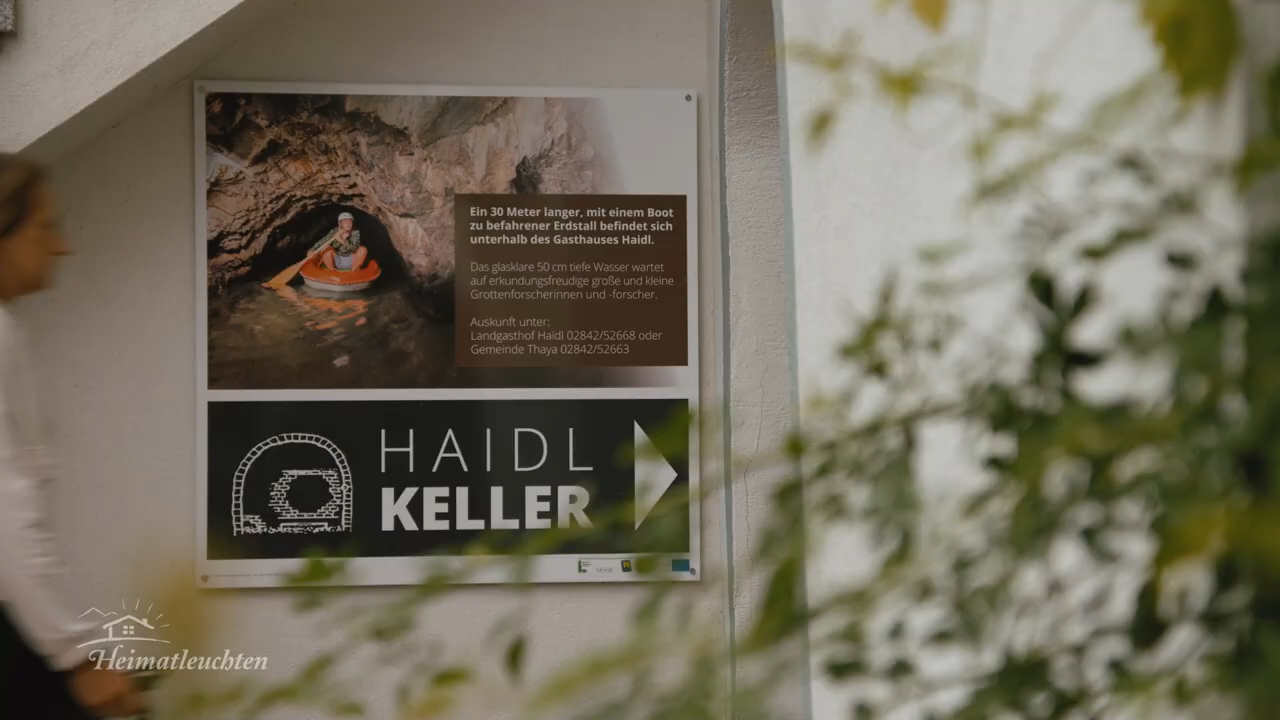 Ein 30 Meter langer, mit einem Boot
zu befahrener Erdstall befindet sich
unterhalb des Gasthauses Haidl.
Das glasklare 50 cm tiefe Wasser wartet
auf erkundungsfreudige große und kleine
Grottenforscherinnen und -forscher.
Auskunft unter:
Landgasthof Haidl 02842/52668 oder
Gemeinde Thaya 02842/52663
HAIDL
KELLER
Heimatleuchten